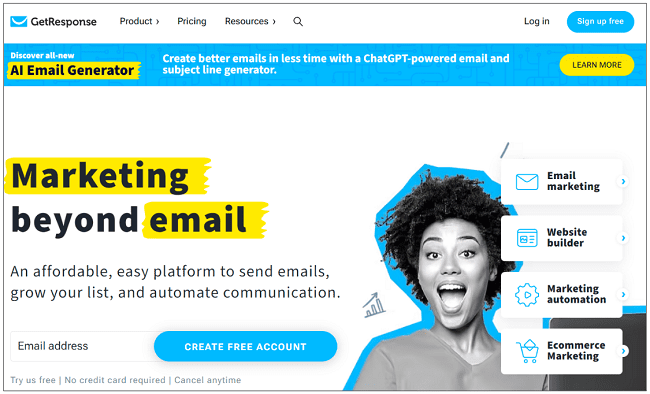 GetResponse
Product
Pricing
Resources
Log in
Sign up free
Discover all-new
AI Email Generator
Create better emails in less time with a ChatGPT-powered email and
subject line generator.
LEARN MORE
Marketing
beyond email
An affordable, easy platform to send emails,
grow your list, and automate communication.
Email address
CREATE FREE ACCOUNT
Try us free | No credit card required | Cancel anytime
Email
marketing
Website
builder
Marketing
automation
Ecommerce
Marketing